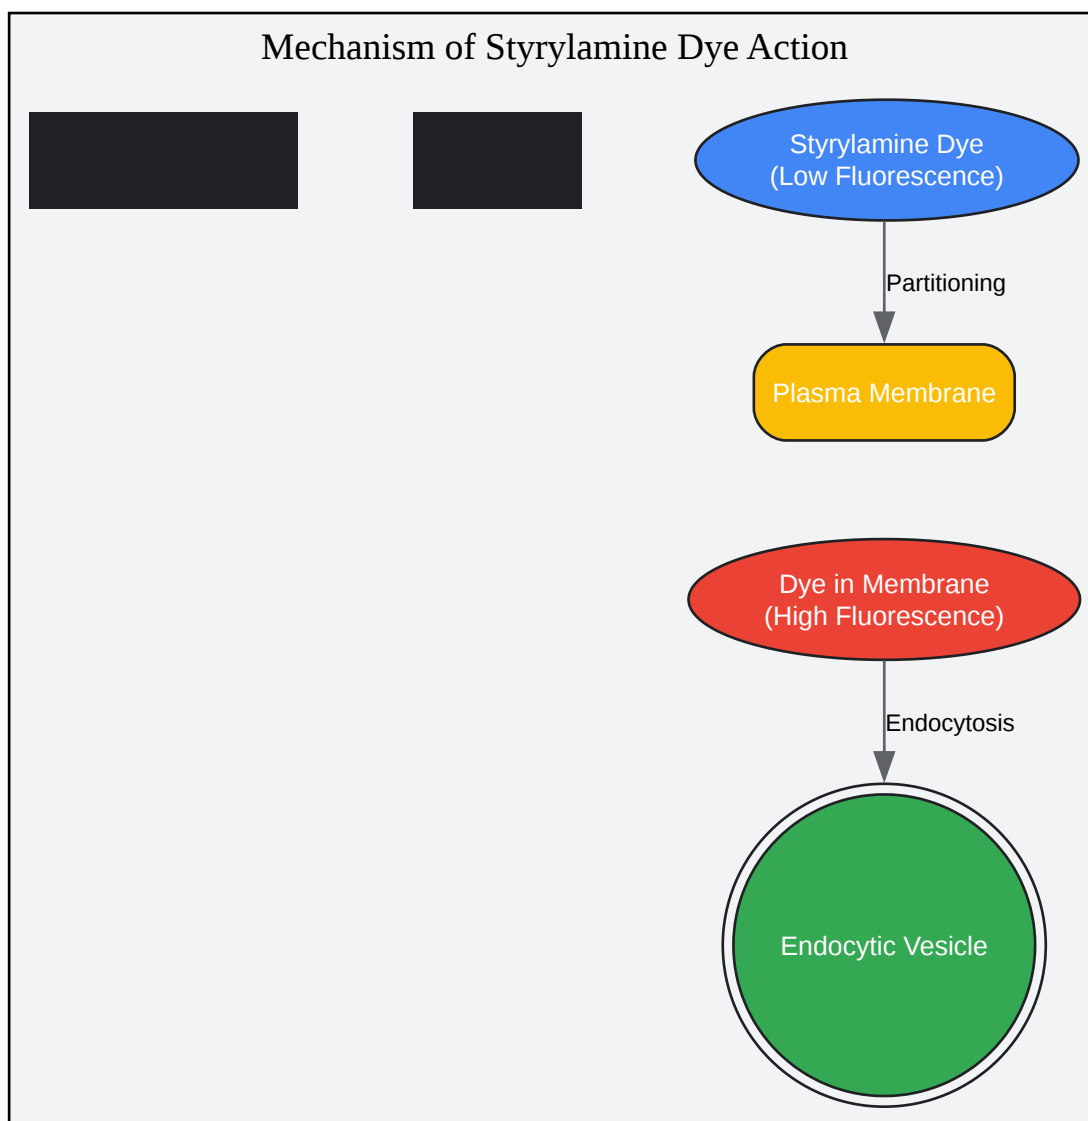 Mechanism of Styrylamine Dye Action
Styrylamine Dye
(Low Fluorescence)
Partitioning
Plasma Membrane
Dye in Membrane
(High Fluorescence)
Endocytosis
Endocytic Vesicle